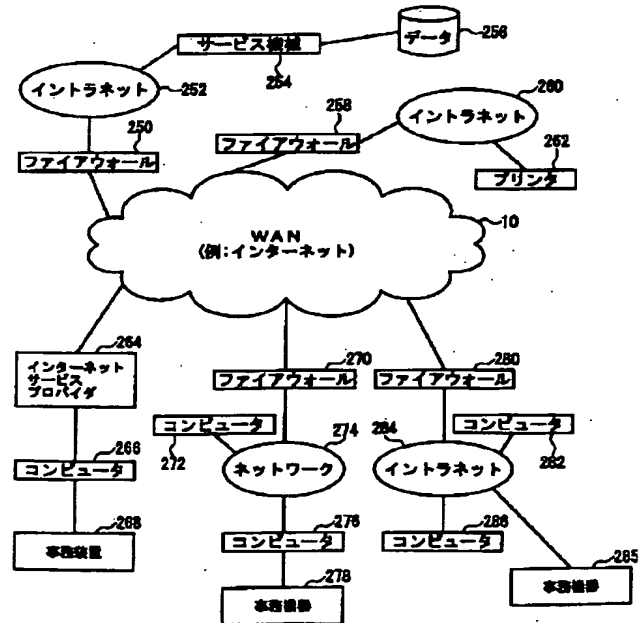 サービス機械
254
データ
256
イントラネット
252
250
ファイアウォール
258
ファイアウォール
260
イントラネット
262
プリンタ
10
WAN
(例:インターネット)
264
インターネット
サービス
プロバイダ
266
コンピュータ
268
事務装置
270
ファイアウォール
コンピュータ
272
274
ネットワーク
276
コンピュータ
278
事務機器
280
ファイアウォール
284
コンピュータ
282
イントラネット
286
コンピュータ
285
事務機器